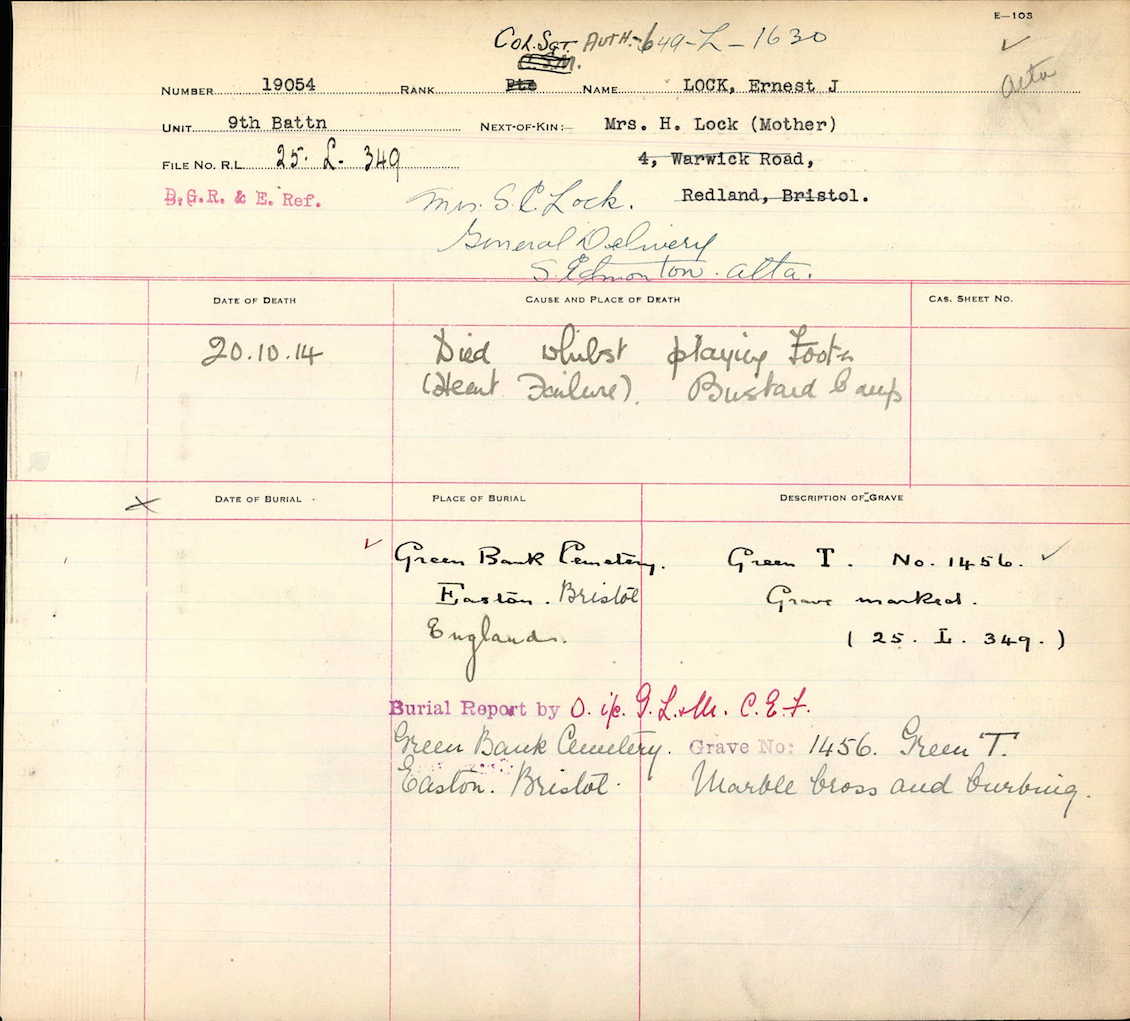 E—103
Col. Sgt. Auth.-649-L-1630
C.S.M.
Alta
NUMBER 19054 RANK Pte NAME LOCK, Ernest J
UNIT 9th Battn NEXT-OF-KIN:— Mrs. H. Lock (Mother)
FILE NO. R.L. 25. L- 349 4, Warwick Road,
D.G.R. & E. Ref. Redland, Bristol.
Mrs. S. E. Lock.
General Delivery
S. Edmonton. Alta.
DATE OF DEATH CAUSE AND PLACE OF DEATH CAS. SHEET NO.
20.10.14 Died whilst playing Foot
(Heart Failure). Bustard Camp
DATE OF BURIAL PLACE OF BURIAL DESCRIPTION OF GRAVE
Green Bank Cemetery. Green T. No. 1456.
Easton. Bristol Grave marked.
England. (25. L. 349.)
Burial Report by O. i/c. G.L.&M. C.E.F.
Green Bank Cemetery. Grave No: 1456. Green T.
Easton. Bristol. Marble Cross and Curbing.